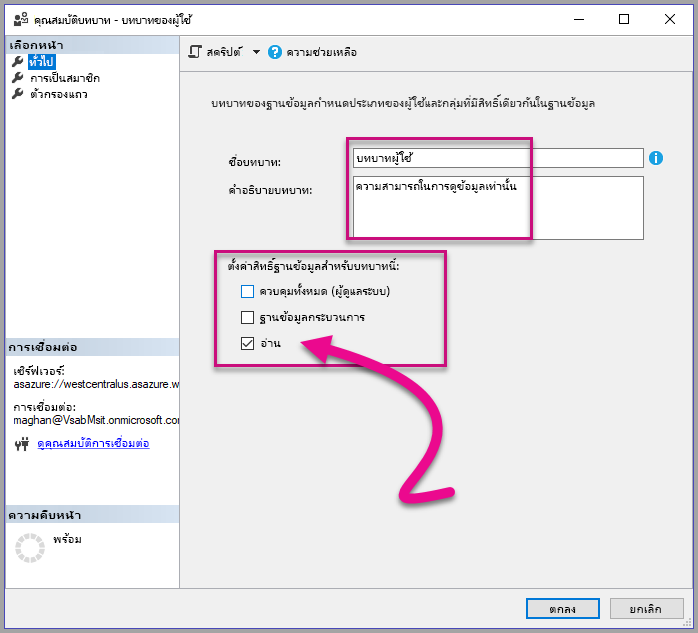 คุณสมบัติบทบาท - บทบาทของผู้ใช้
เลือกหน้า
ทั่วไป
การเป็นสมาชิก
ตัวกรองแถว
สคริปต์
ความช่วยเหลือ
บทบาทของฐานข้อมูลกำหนดประเภทของผู้ใช้และกลุ่มที่มีสิทธิ์เดียวกันในฐานข้อมูล
ชื่อบทบาท:
บทบาทผู้ใช้
คำอธิบายบทบาท:
ความสามารถในการดูข้อมูลเท่านั้น
ตั้งค่าสิทธิ์ฐานข้อมูลสำหรับบทบาทนี้:
ควบคุมทั้งหมด (ผู้ดูแลระบบ)
ฐานข้อมูลกระบวนการ
อ่าน
การเชื่อมต่อ
เซิร์ฟเวอร์:
asazure://westcentralus.asazure.w
การเชื่อมต่อ:
maghan@VsabMsit.onmicrosoft.co
ดูคุณสมบัติการเชื่อมต่อ
ความคืบหน้า
พร้อม
ตกลง
ยกเลิก